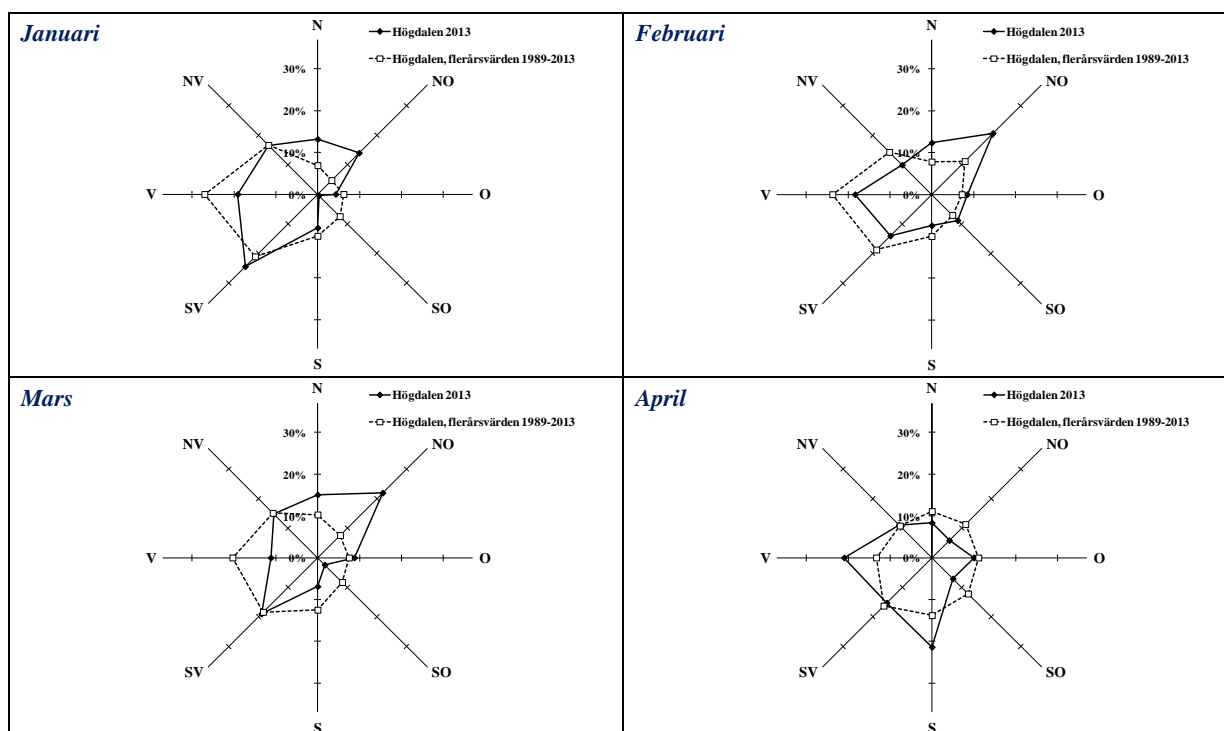 Januari
N
Högdalen 2013
Högdalen, flerårsvärden 1989-2013
NV
NO
30%
20%
10%
V
0%
O
SV
SO
S
Februari
N
Högdalen 2013
Högdalen, flerårsvärden 1989-2013
NV
NO
30%
20%
10%
V
0%
O
SV
SO
S
Mars
N
Högdalen 2013
Högdalen, flerårsvärden 1989-2013
NV
NO
30%
20%
10%
V
0%
O
SV
SO
S
April
N
Högdalen 2013
Högdalen, flerårsvärden 1989-2013
NV
NO
30%
20%
10%
V
0%
O
SV
SO
S